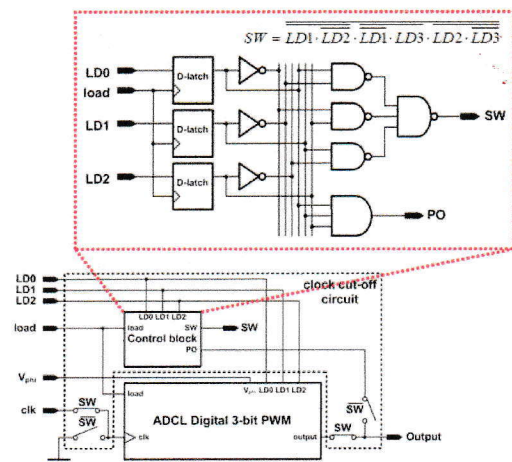 SW = LD1 · LD2 · LD1 · LD3 · LD2 · LD3
LD0
load
D-latch
LD1
D-latch
LD2
D-latch
SW
PO
LD0
LD1
LD2
clock cut-off
circuit
LD0 LD1 LD2
load
load SW
SW
Control block
PO
Vphi
Vphi LD0 LD1 LD2
load
SW
clk
SW
ADCL Digital 3-bit PWM
clk
output
SW
SW
Output